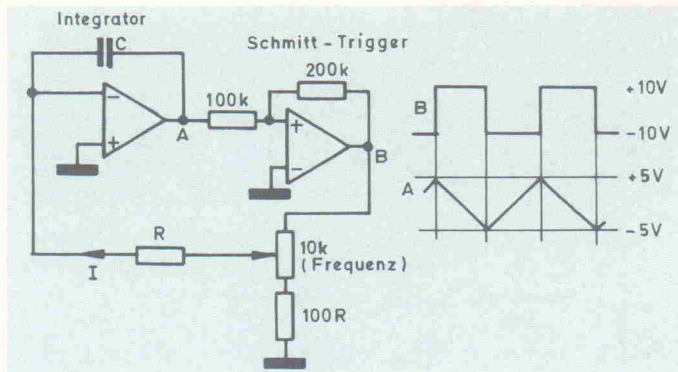 Integrator
C
Schmitt-Trigger
200k
100k
-
+
A
+
-
B
R
I
10k
(Frequenz)
100R
B
+10V
-10V
A
+5V
-5V